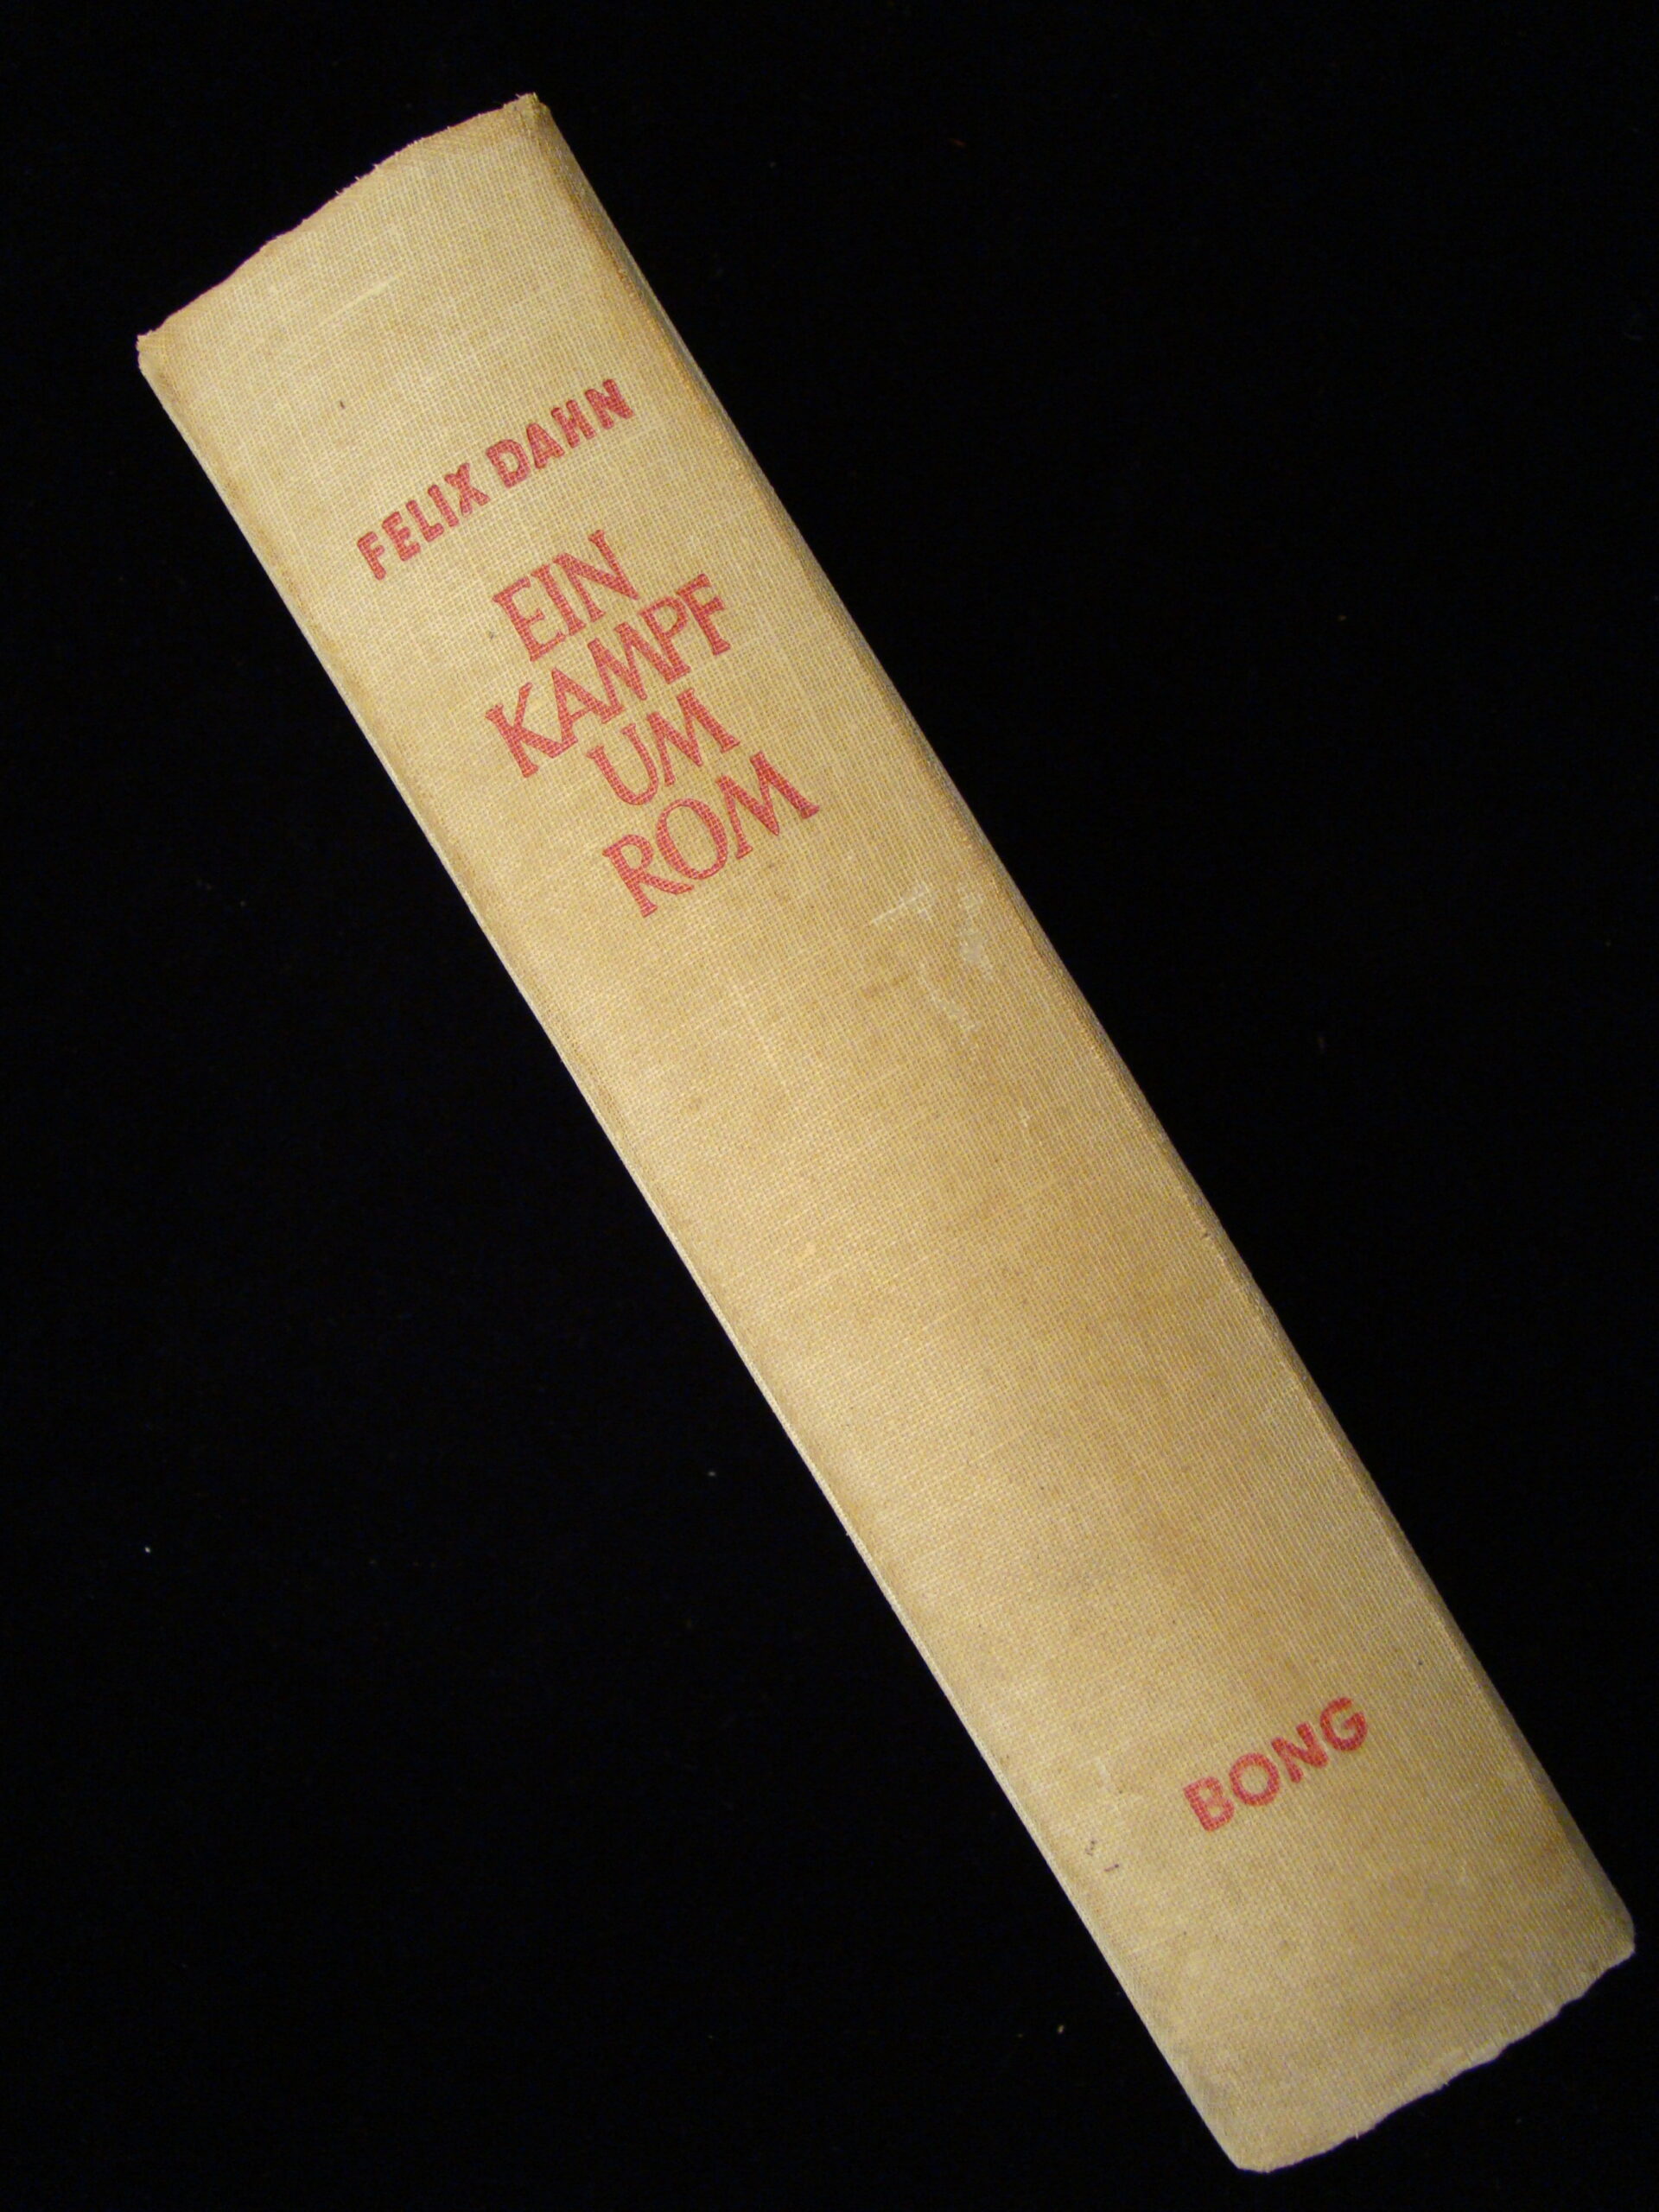 FELIX DAHN
EIN
KAMPF
UM
ROM
BONG